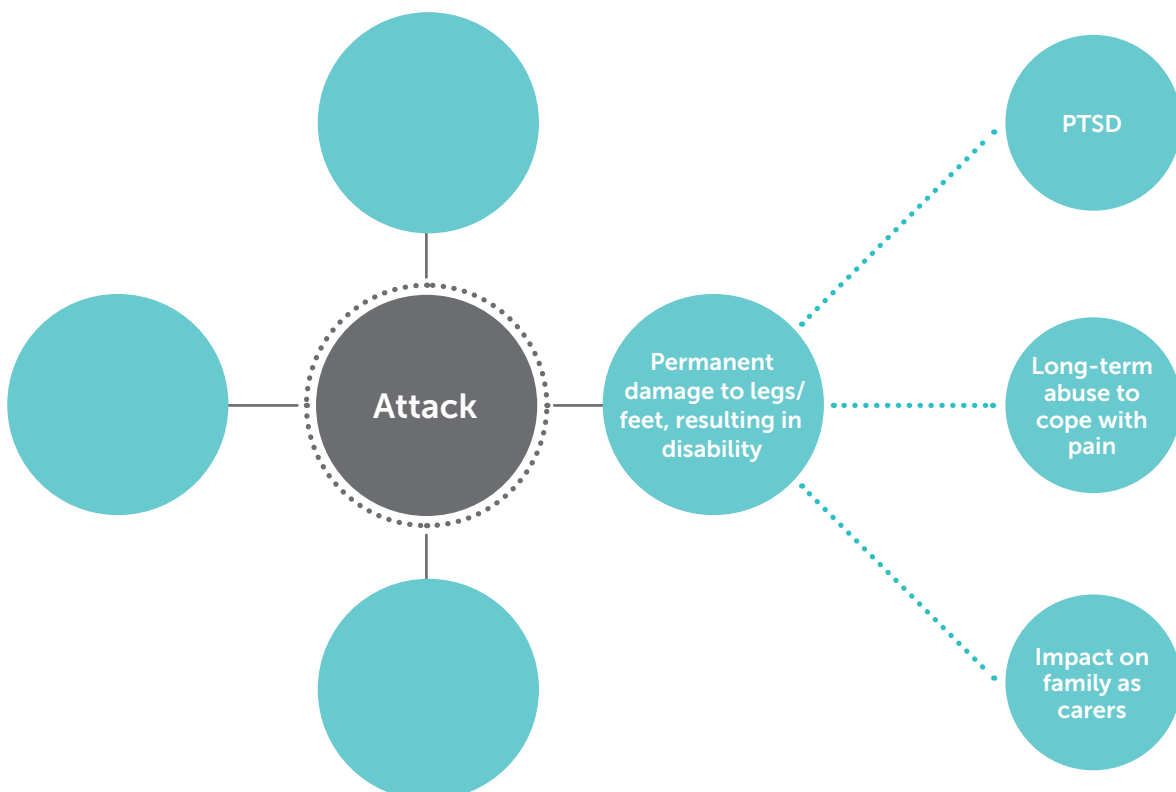 Attack
Permanent
damage to legs/
feet, resulting in
disability
PTSD
Long-term
abuse to
cope with
pain
Impact on
family as
carers